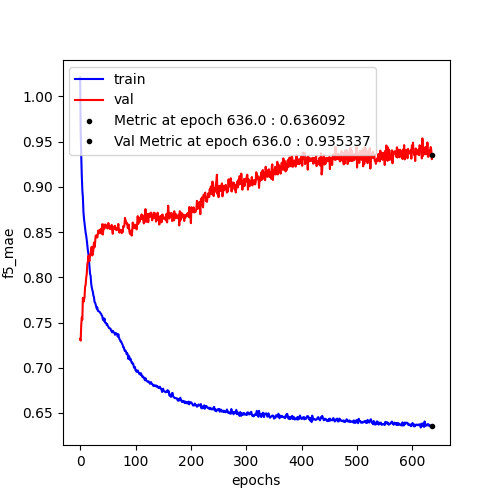 train
val
Metric at epoch 636.0 : 0.636092
Val Metric at epoch 636.0 : 0.935337
1.00
0.95
0.90
0.85
0.80
0.75
0.70
0.65
f5_mae
0 100 200 300 400 500 600
epochs